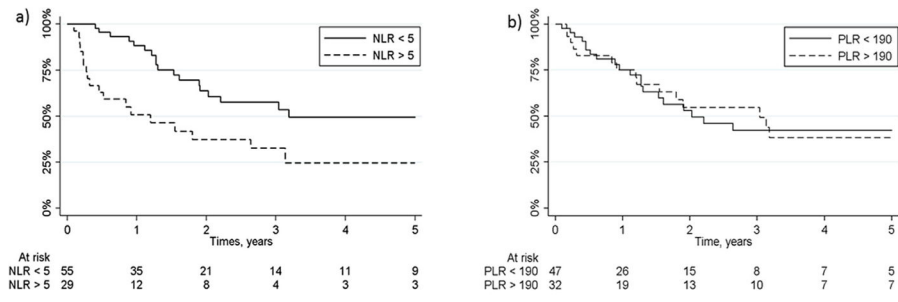 a)
100%
75%
50%
25%
0%
NLR < 5
NLR > 5
0 1 2 3 4 5
Times, years
At risk
NLR < 5 55 35 21 14 11 9
NLR > 5 29 12 8 4 3 3
b)
100%
75%
50%
25%
0%
PLR < 190
PLR > 190
0 1 2 3 4 5
Time, years
At risk
PLR < 190 47 26 15 8 7 5
PLR > 190 32 19 13 10 7 7